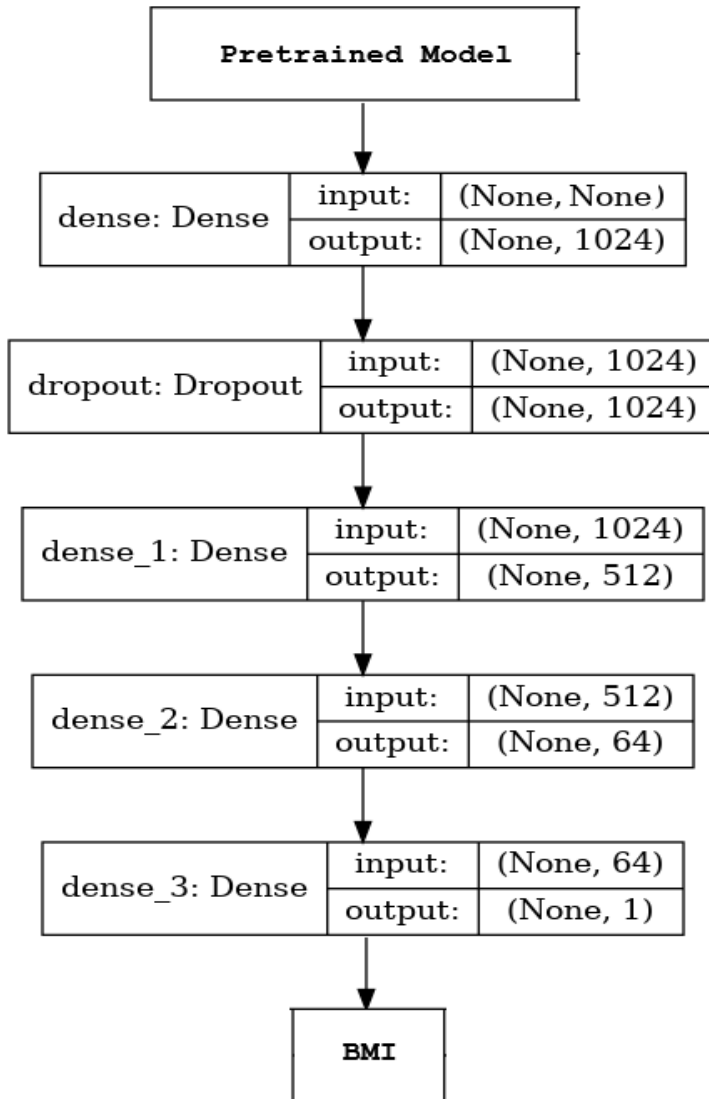 Pretrained Model
dense: Dense
input:
(None, None)
output:
(None, 1024)
dropout: Dropout
input:
(None, 1024)
output:
(None, 1024)
dense_1: Dense
input:
(None, 1024)
output:
(None, 512)
dense_2: Dense
input:
(None, 512)
output:
(None, 64)
dense_3: Dense
input:
(None, 64)
output:
(None, 1)
BMI